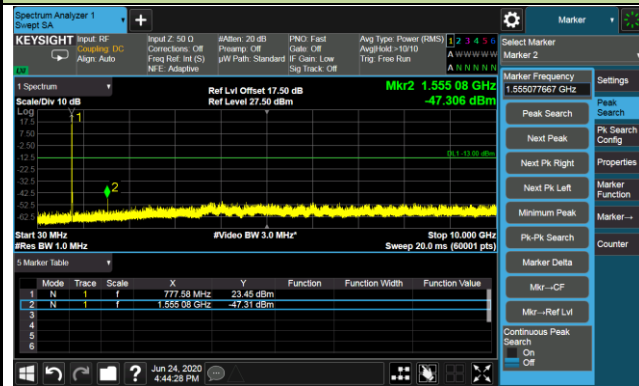 Spectrum Analyzer 1
Swept SA
Marker
KEYSIGHT
Input: RF
Coupling: DC
Align: Auto
Input Z: 50 Ω
Corrections: Off
Freq Ref: Int (S)
NFE: Adaptive
#Atten: 20 dB
Preamp: Off
µW Path: Standard
PNO: Fast
Gate: Off
IF Gain: Low
Sig Track: Off
Avg Type: Power (RMS)
Avg|Hold:>10/10
Trig: Free Run
1 2 3 4 5 6
A W W W W W
A N N N N N
Select Marker
Marker 2
LXI
1 Spectrum
Scale/Div 10 dB
Ref Lvl Offset 17.50 dB
Ref Level 27.50 dBm
Mkr2 1.555 08 GHz
-47.306 dBm
Log
17.5
7.50
-2.50
-12.5
-22.5
-32.5
-42.5
-52.5
-62.5
1
2
DL1 -13.00 dBm
Start 30 MHz
#Res BW 1.0 MHz
#Video BW 3.0 MHz*
Stop 10.000 GHz
Sweep 20.0 ms (60001 pts)
5 Marker Table
Mode Trace Scale X Y Function Function Width Function Value
1 N 1 f 777.58 MHz 23.45 dBm
2 N 1 f 1.555 08 GHz -47.31 dBm
3
4
5
6
Marker Frequency
1.555077667 GHz
Peak Search
Next Peak
Next Pk Right
Next Pk Left
Minimum Peak
Pk-Pk Search
Marker Delta
Mkr→CF
Mkr→Ref Lvl
Continuous Peak
Search
On
Off
Settings
Peak
Search
Pk Search
Config
Properties
Marker
Function
Marker→
Counter
?
Jun 24, 2020
4:44:28 PM